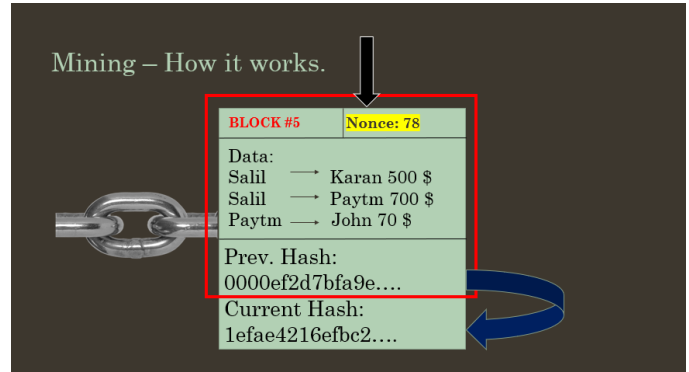 Mining – How it works.
BLOCK #5 Nonce: 78
Data:
Salil → Karan 500 $
Salil → Paytm 700 $
Paytm → John 70 $
Prev. Hash:
0000ef2d7bfa9e....
Current Hash:
1efae4216efbc2....